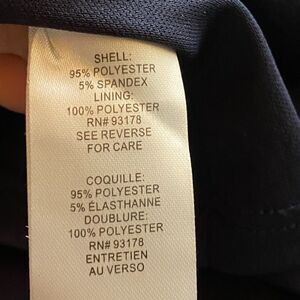 SHELL:
95% POLYESTER
5% SPANDEX
LINING:
100% POLYESTER
RN# 93178
SEE REVERSE
FOR CARE
COQUILLE:
95% POLYESTER
5% ÉLASTHANNE
DOUBLURE:
100% POLYESTER
RN# 93178
ENTRETIEN
AU VERSO